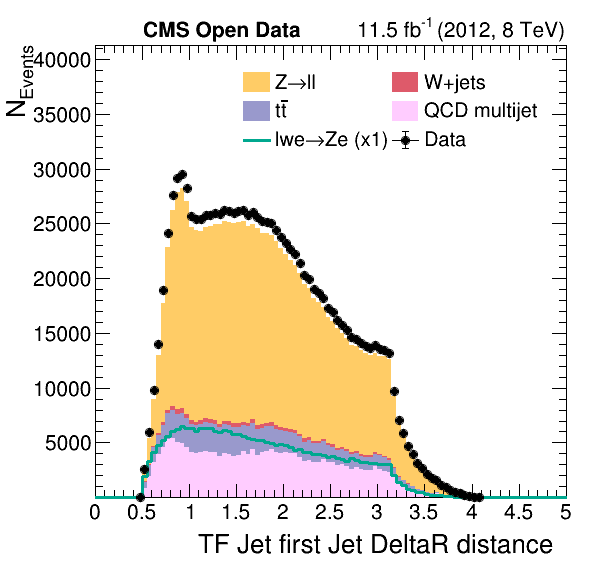 CMS Open Data 11.5 fb⁻¹ (2012, 8 TeV)
N_Events
40000
35000
30000
25000
20000
15000
10000
5000
Z→ll W+jets
tt̄ QCD multijet
lwe→Ze (x1) Data
0 0.5 1 1.5 2 2.5 3 3.5 4 4.5 5
TF Jet first Jet DeltaR distance